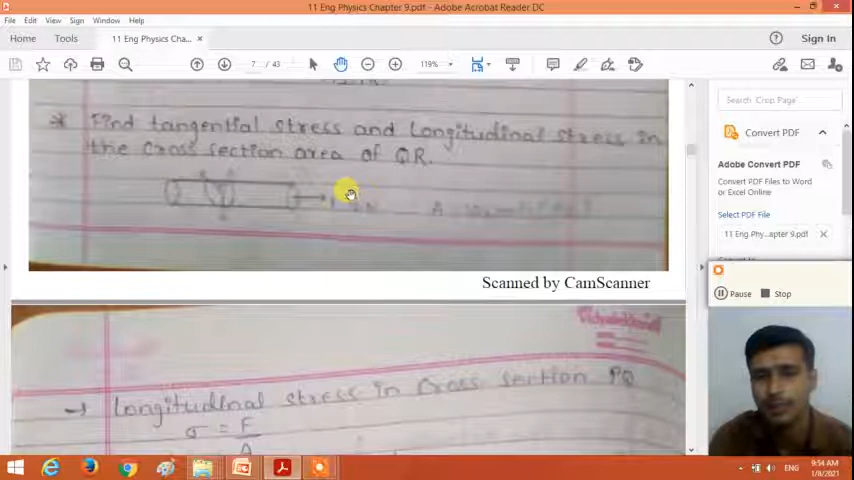 11 Eng Physics Chapter 9.pdf - Adobe Acrobat Reader DC
File Edit View Sign Window Help
Home Tools 11 Eng Physics Cha... × Sign In
7 / 43 119%
* Find tangential stress and Longitudinal stress in
the cross section area of QR.
Scanned by CamScanner
→ Longitudinal stress in cross section PQ
σ = F
A
Search 'Crop Page'...
Convert PDF
Adobe Convert PDF
Convert PDF Files to Word
or Excel Online
Select PDF File
11 Eng Phy...apter 9.pdf ×
Pause Stop
ENG
9:54 AM
1/8/2021